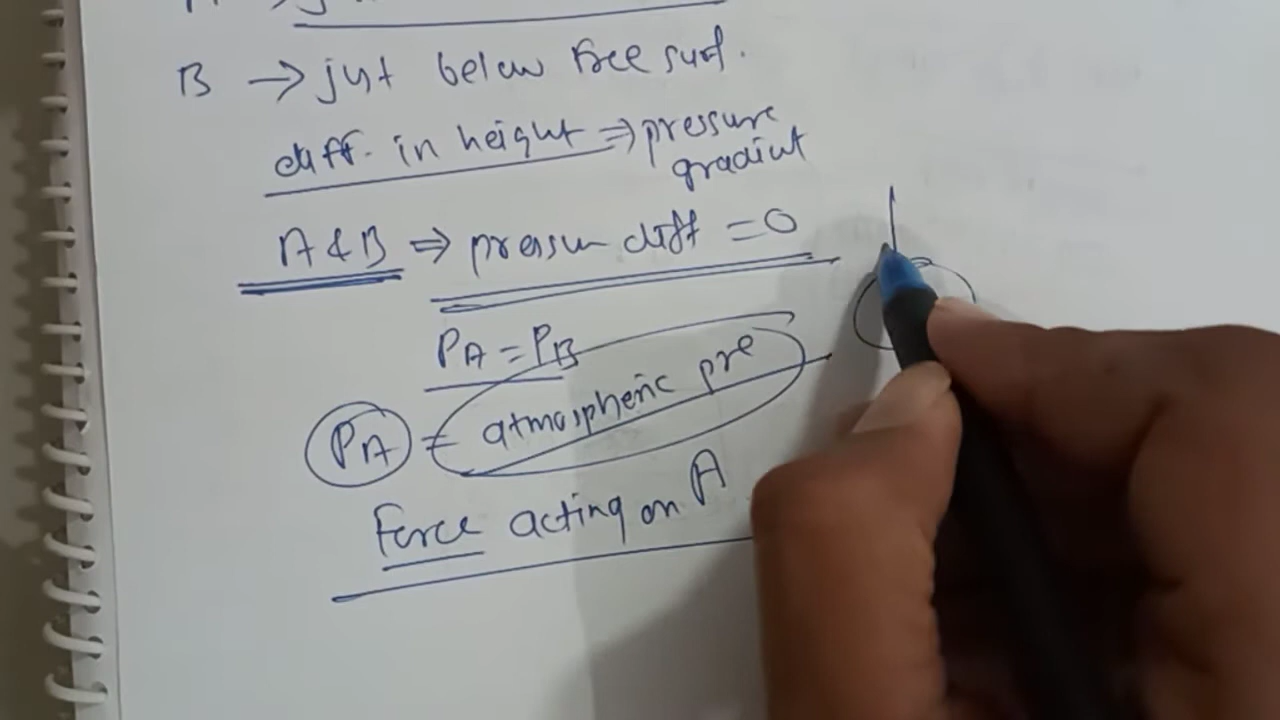 B → just below free surf.
diff. in height ⇒ pressure
gradient
A & B ⇒ pressure diff = 0
PA = PB
PA = atmospheric pre
Force acting on A